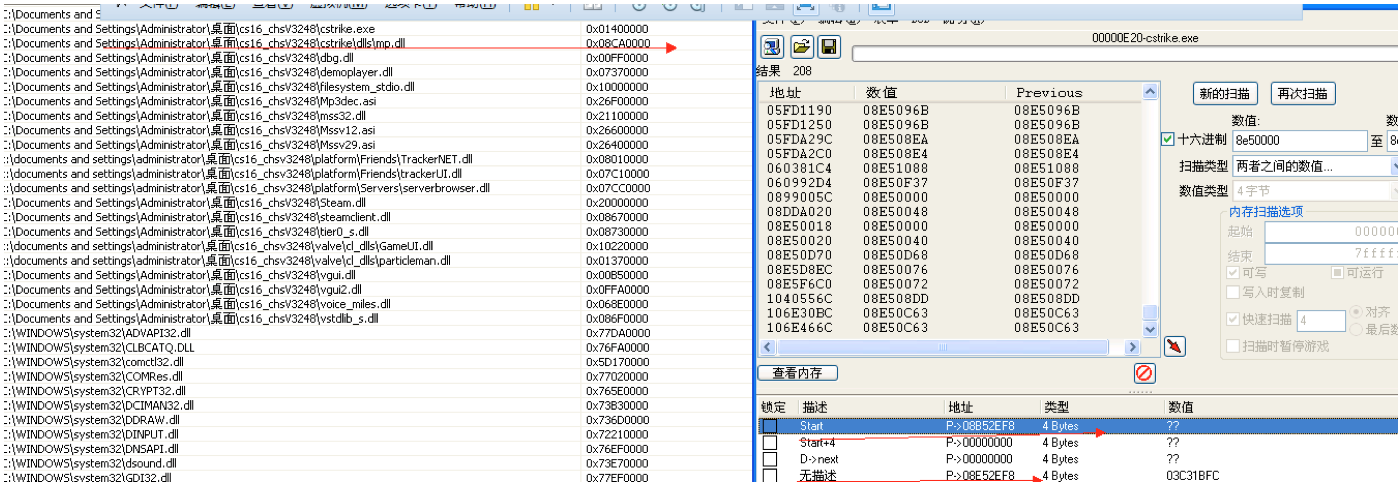 文件(F) 编辑(E) 查看(V) 虚拟机(M) 选项卡(T) 帮助(H)
C:\Documents and Settings\Administrator\桌面\cs16_chsV3248\cstrike.exe 0x01400000
C:\Documents and Settings\Administrator\桌面\cs16_chsV3248\cstrike\dlls\mp.dll 0x08CA0000
C:\Documents and Settings\Administrator\桌面\cs16_chsV3248\dbg.dll 0x00FF0000
C:\Documents and Settings\Administrator\桌面\cs16_chsV3248\demoplayer.dll 0x07370000
C:\Documents and Settings\Administrator\桌面\cs16_chsV3248\filesystem_stdio.dll 0x10000000
C:\Documents and Settings\Administrator\桌面\cs16_chsV3248\Mp3dec.asi 0x26F00000
C:\Documents and Settings\Administrator\桌面\cs16_chsV3248\mss32.dll 0x21100000
C:\Documents and Settings\Administrator\桌面\cs16_chsV3248\Mssv12.asi 0x26600000
C:\Documents and Settings\Administrator\桌面\cs16_chsV3248\Mssv29.asi 0x26400000
c:\documents and settings\administrator\桌面\cs16_chsv3248\platform\Friends\TrackerNET.dll 0x08010000
c:\documents and settings\administrator\桌面\cs16_chsv3248\platform\Friends\trackerUI.dll 0x07C10000
c:\documents and settings\administrator\桌面\cs16_chsv3248\platform\Servers\serverbrowser.dll 0x07CC0000
C:\Documents and Settings\Administrator\桌面\cs16_chsV3248\Steam.dll 0x20000000
C:\Documents and Settings\Administrator\桌面\cs16_chsV3248\steamclient.dll 0x08670000
C:\Documents and Settings\Administrator\桌面\cs16_chsV3248\tier0_s.dll 0x08730000
c:\documents and settings\administrator\桌面\cs16_chsv3248\valve\cl_dlls\GameUI.dll 0x10220000
c:\documents and settings\administrator\桌面\cs16_chsv3248\valve\cl_dlls\particleman.dll 0x01370000
C:\Documents and Settings\Administrator\桌面\cs16_chsV3248\vgui.dll 0x00B50000
C:\Documents and Settings\Administrator\桌面\cs16_chsV3248\vgui2.dll 0x0FFA0000
C:\Documents and Settings\Administrator\桌面\cs16_chsV3248\voice_miles.dll 0x068E0000
C:\Documents and Settings\Administrator\桌面\cs16_chsV3248\vstdlib_s.dll 0x086F0000
C:\WINDOWS\system32\ADVAPI32.dll 0x77DA0000
C:\WINDOWS\system32\CLBCATQ.DLL 0x76FA0000
C:\WINDOWS\system32\comctl32.dll 0x5D170000
C:\WINDOWS\system32\COMRes.dll 0x77020000
C:\WINDOWS\system32\CRYPT32.dll 0x765E0000
C:\WINDOWS\system32\DCIMAN32.dll 0x73B30000
C:\WINDOWS\system32\DDRAW.dll 0x736D0000
C:\WINDOWS\system32\DINPUT.dll 0x72210000
C:\WINDOWS\system32\DNSAPI.dll 0x76EF0000
C:\WINDOWS\system32\dsound.dll 0x73E70000
C:\WINDOWS\system32\GDI32.dll 0x77EF0000
00000E20-cstrike.exe
结果 208
地址 数值 Previous
05FD1190 08E5096B 08E5096B
05FD1250 08E5096B 08E5096B
05FDA29C 08E508EA 08E508EA
05FDA2C0 08E508E4 08E508E4
060381C4 08E51088 08E51088
060992D4 08E50F37 08E50F37
0899005C 08E50000 08E50000
08DDA020 08E50048 08E50048
08E50018 08E50000 08E50000
08E50020 08E50040 08E50040
08E50D70 08E50D68 08E50D68
08E5D8EC 08E50076 08E50076
08E5F6C0 08E50072 08E50072
1040556C 08E508DD 08E508DD
106E30BC 08E50C63 08E50C63
106E466C 08E50C63 08E50C63
查看内存
新的扫描 再次扫描
数值: 数
十六进制 8e50000 至 8
扫描类型 两者之间的数值...
数值类型 4 字节
内存扫描选项
起始 000000
结束 7fffff
可写 可运行
写入时复制
快速扫描 4 对齐
最后数
扫描时暂停游戏
锁定 描述 地址 类型 数值
Start P->08B52EF8 4 Bytes ??
Start+4 P->00000000 4 Bytes ??
D->next P->00000000 4 Bytes ??
无描述 P->08E52EF8 4 Bytes 03C31BFC